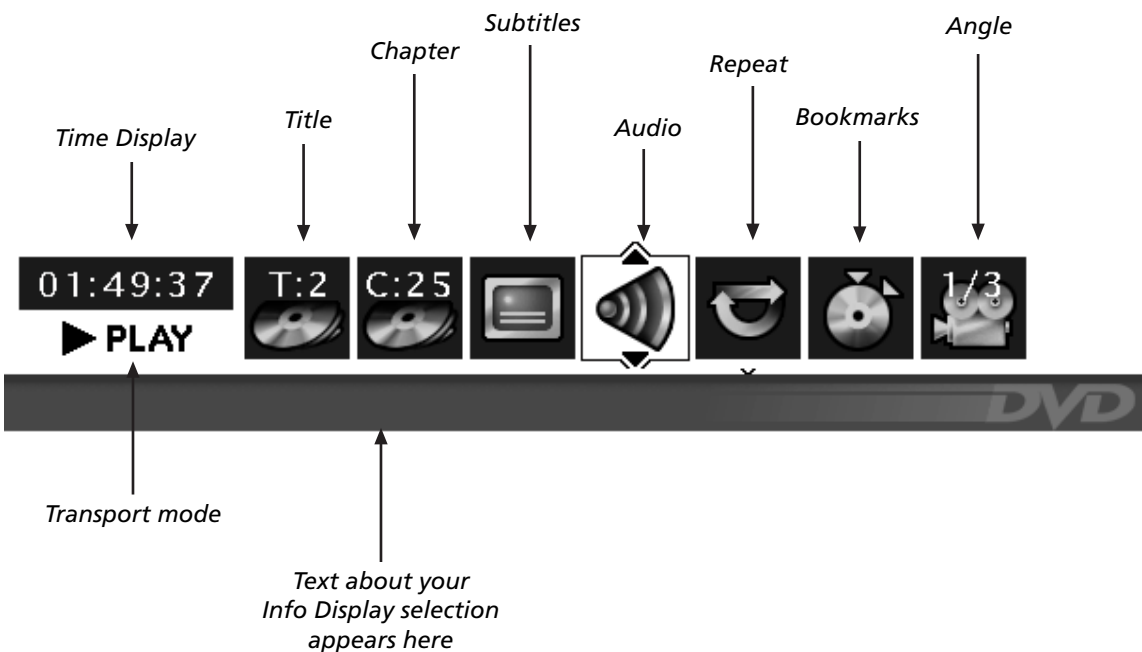 Subtitles
Angle
Chapter
Repeat
Title
Bookmarks
Audio
Time Display
01:49:37
T:2
C:25
1/3
PLAY
DVD
Transport mode
Text about your
Info Display selection
appears here